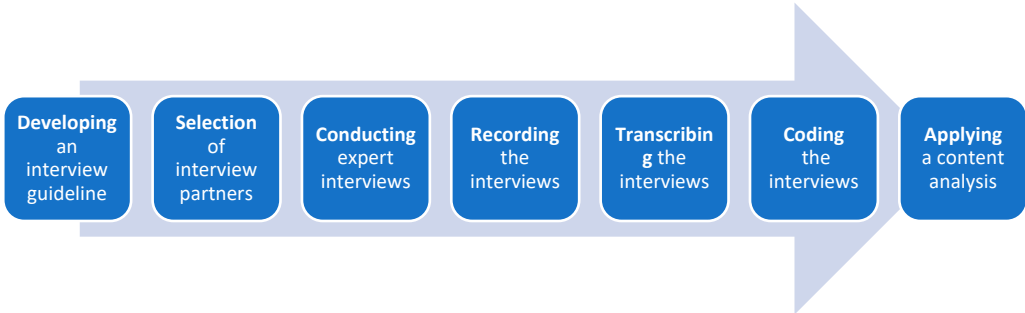 Developing
an
interview
guideline
Selection
of
interview
partners
Conducting
expert
interviews
Recording
the
interviews
Transcribin
g the
interviews
Coding
the
interviews
Applying
a content
analysis